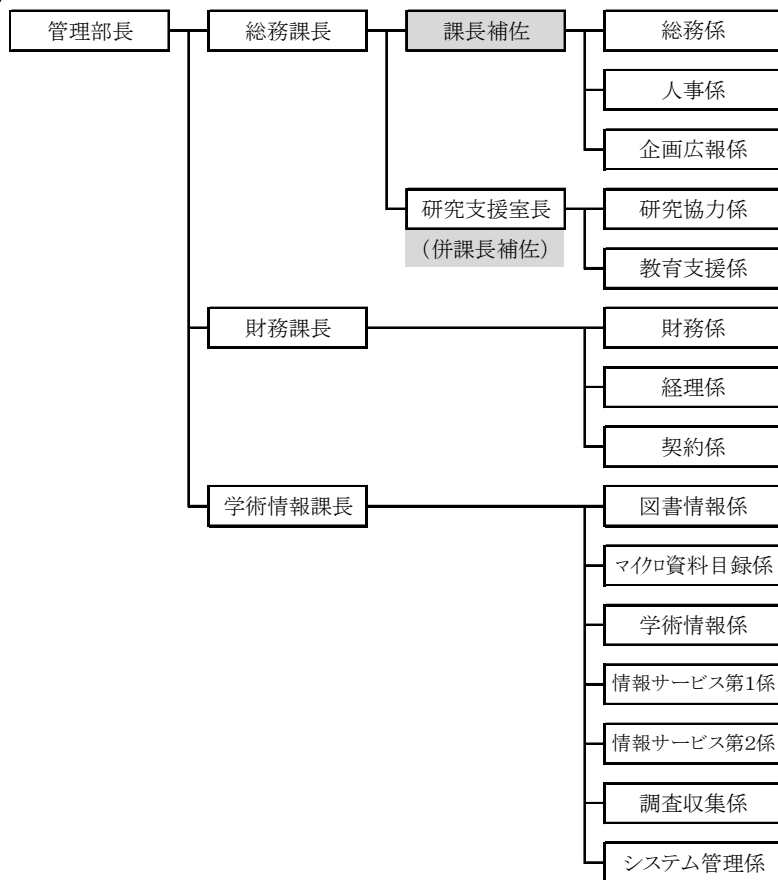 管理部長
総務課長
課長補佐
総務係
人事係
企画広報係
研究支援室長
（併課長補佐）
研究協力係
教育支援係
財務課長
財務係
経理係
契約係
学術情報課長
図書情報係
マイクロ資料目録係
学術情報係
情報サービス第1係
情報サービス第2係
調査収集係
システム管理係